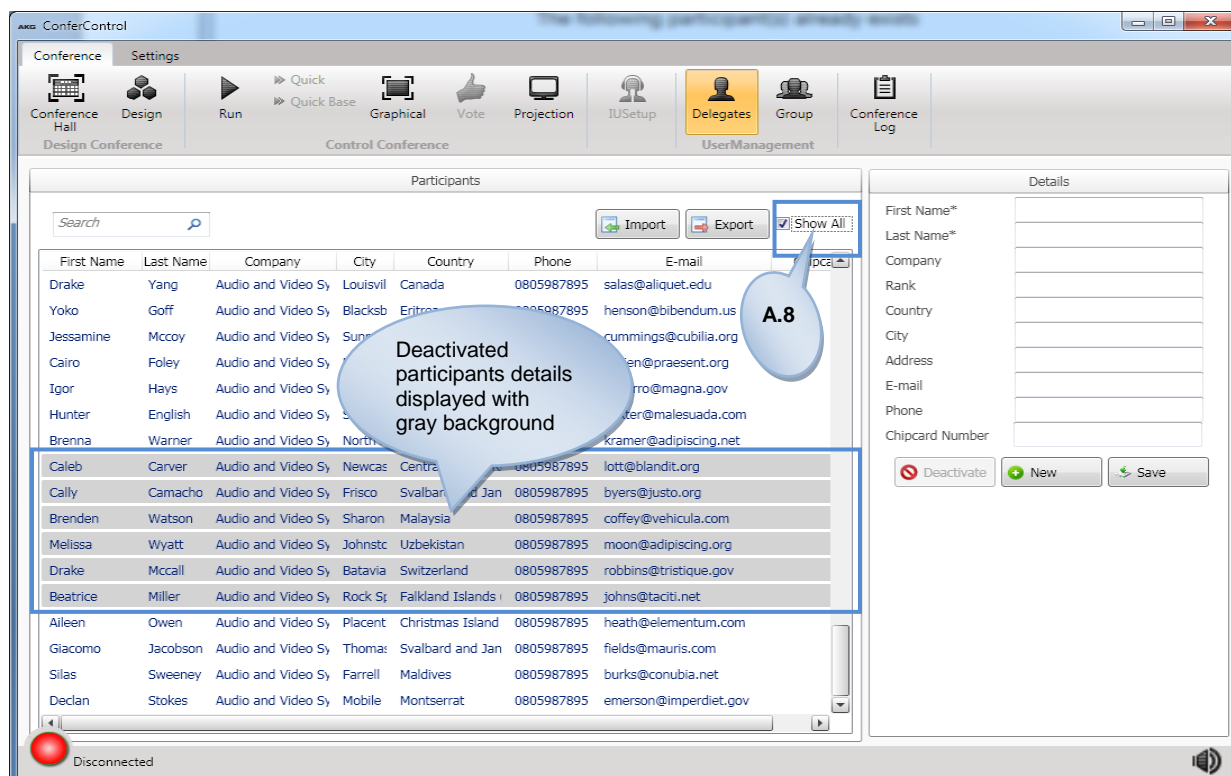 The following participant(s) already exists
AKG ConferControl
Conference Settings
Conference Hall Design Run Quick Quick Base Graphical Vote Projection IUSetup Delegates Group Conference Log
Design Conference Control Conference UserManagement
Participants
Search Import Export Show All
First Name Last Name Company City Country Phone E-mail
Drake Yang Audio and Video Sy Louisvil Canada 0805987895 salas@aliquet.edu
Yoko Goff Audio and Video Sy Blacksb Eritrea 0805987895 henson@bibendum.us
Jessamine Mccoy Audio and Video Sy cummings@cubilia.org
Cairo Foley Audio and Video Sy en@praesent.org
Igor Hays Audio and Video Sy rro@magna.gov
Hunter English Audio and Video Sy ter@malesuada.com
Brenna Warner Audio and Video Sy North kramer@adipiscing.net
Caleb Carver Audio and Video Sy Newcas Centra 0805987895 lott@blandit.org
Cally Camacho Audio and Video Sy Frisco Svalbard and Jan 0805987895 byers@justo.org
Brenden Watson Audio and Video Sy Sharon Malaysia 0805987895 coffey@vehicula.com
Melissa Wyatt Audio and Video Sy Johnstc Uzbekistan 0805987895 moon@adipiscing.org
Drake Mccall Audio and Video Sy Batavia Switzerland 0805987895 robbins@tristique.gov
Beatrice Miller Audio and Video Sy Rock Sp Falkland Islands ( 0805987895 johns@taciti.net
Aileen Owen Audio and Video Sy Placent Christmas Island 0805987895 heath@elementum.com
Giacomo Jacobson Audio and Video Sy Thomas Svalbard and Jan 0805987895 fields@mauris.com
Silas Sweeney Audio and Video Sy Farrell Maldives 0805987895 burks@conubia.net
Declan Stokes Audio and Video Sy Mobile Montserrat 0805987895 emerson@imperdiet.gov
A.8
Deactivated
participants details
displayed with
gray background
Details
First Name*
Last Name*
Company
Rank
Country
City
Address
E-mail
Phone
Chipcard Number
Deactivate New Save
Disconnected